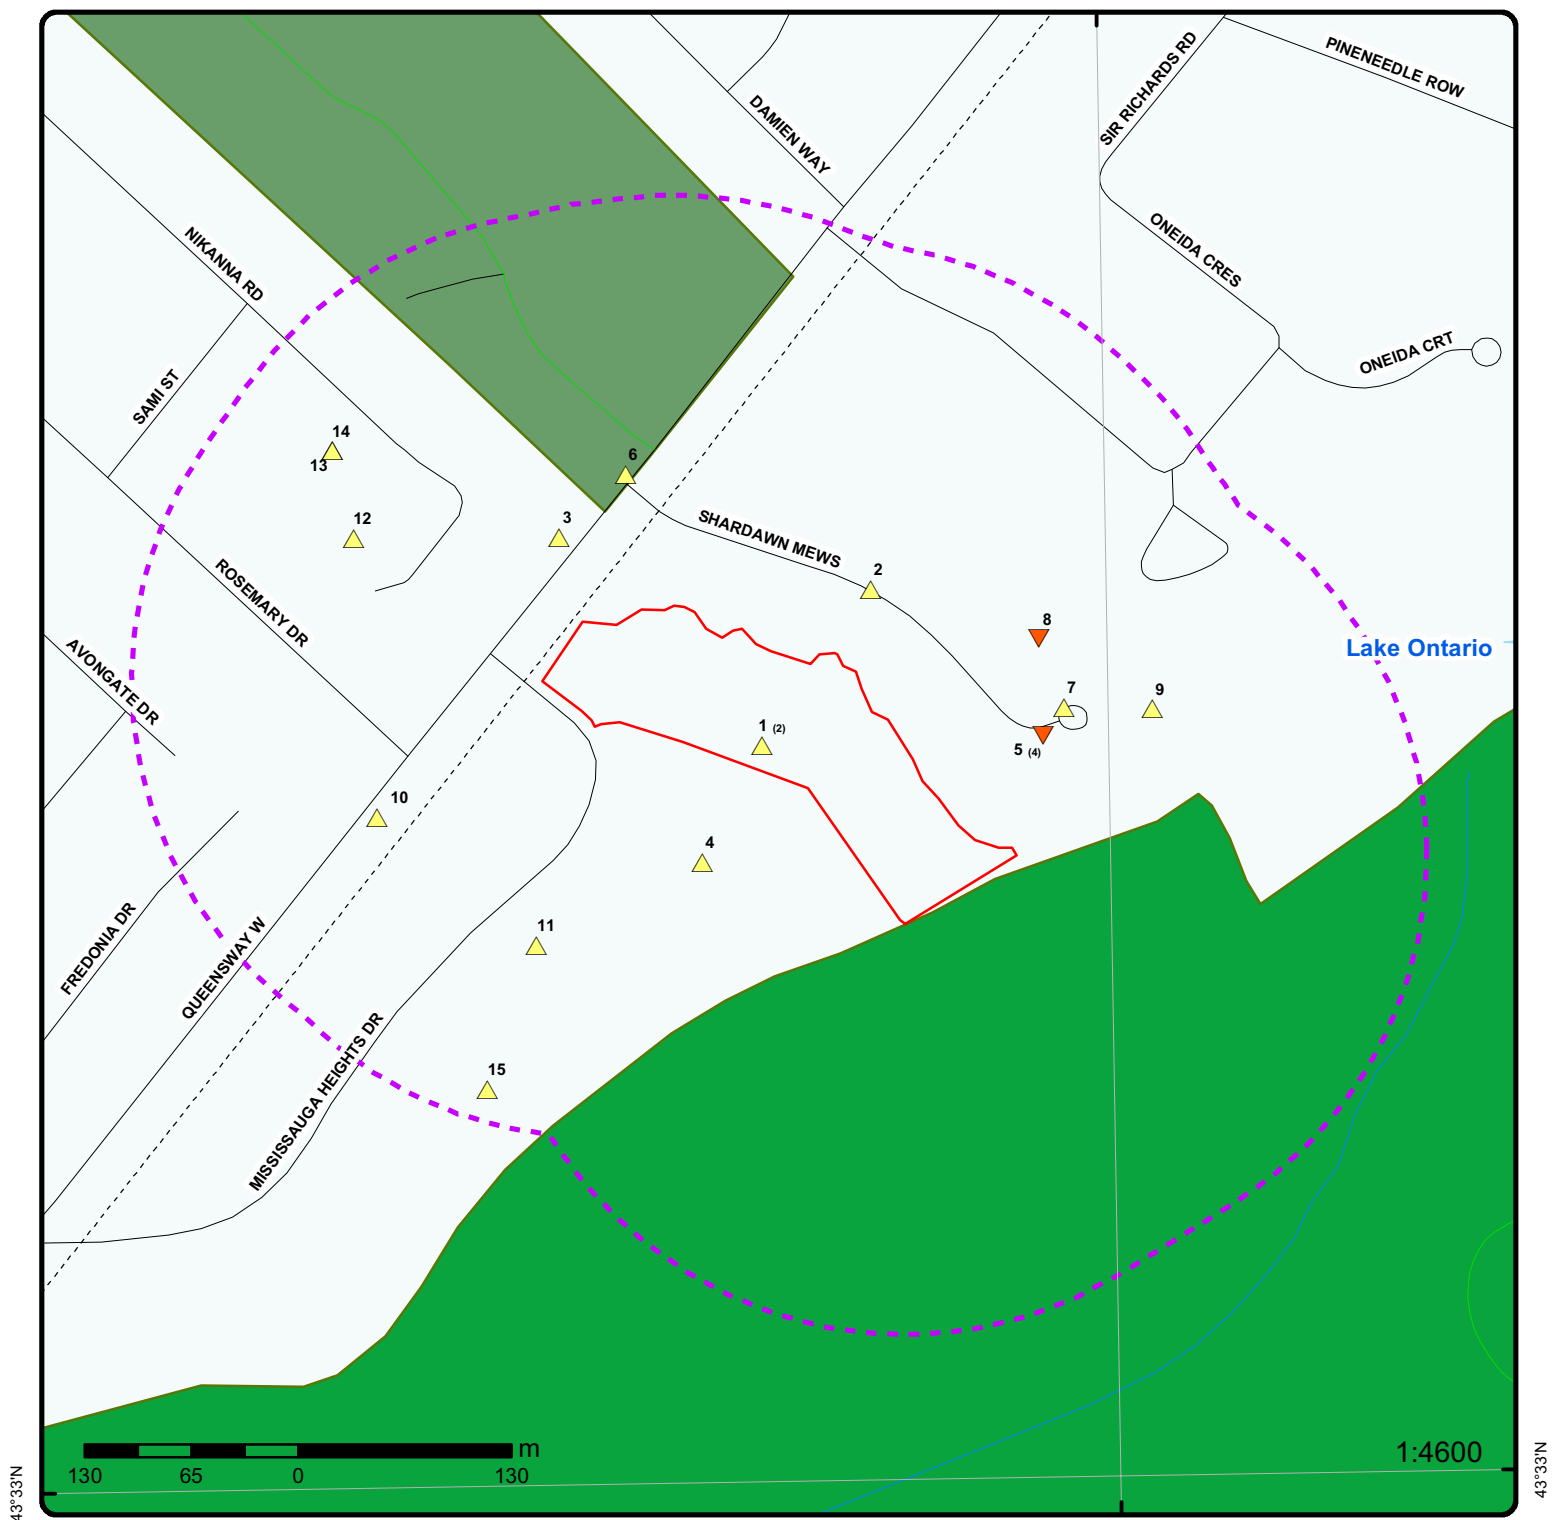 PINENEEDLE ROW
SIR RICHARDS RD
DAMIEN WAY
ONEIDA CRES
NIKANNA RD
ONEIDA CRT
SAMI ST
14
13
6
12
3
SHARDAWN MEWS
2
ROSEMARY DR
8
Lake Ontario
AVONGATE DR
7
9
1 (2)
5 (4)
10
4
FREDONIA DR
11
QUEENSWAY W
MISSISSAUGA HEIGHTS DR
15
m
1:4600
130 65 0 130
43°33'N
43°33'N